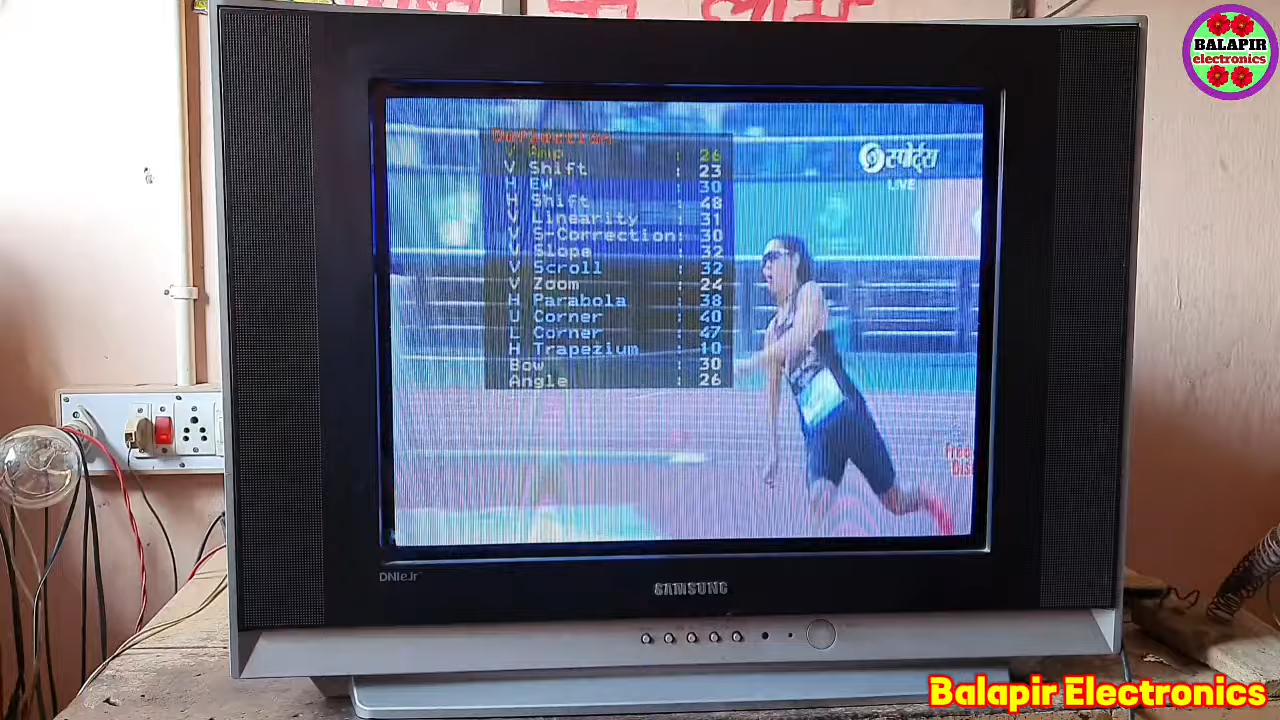 BALAPIR
electronics
V Amp : 26
V Shift : 23
H EW : 30
H Shift : 48
V Linearity : 31
V S-Correction: 30
V Slope : 32
V Scroll : 32
V Zoom : 24
H Parabola : 38
U Corner : 40
L Corner : 47
H Trapezium : 10
Bow : 30
Angle : 26
स्पोर्ट्स
LIVE
DNIeJr
SAMSUNG
Balapir Electronics